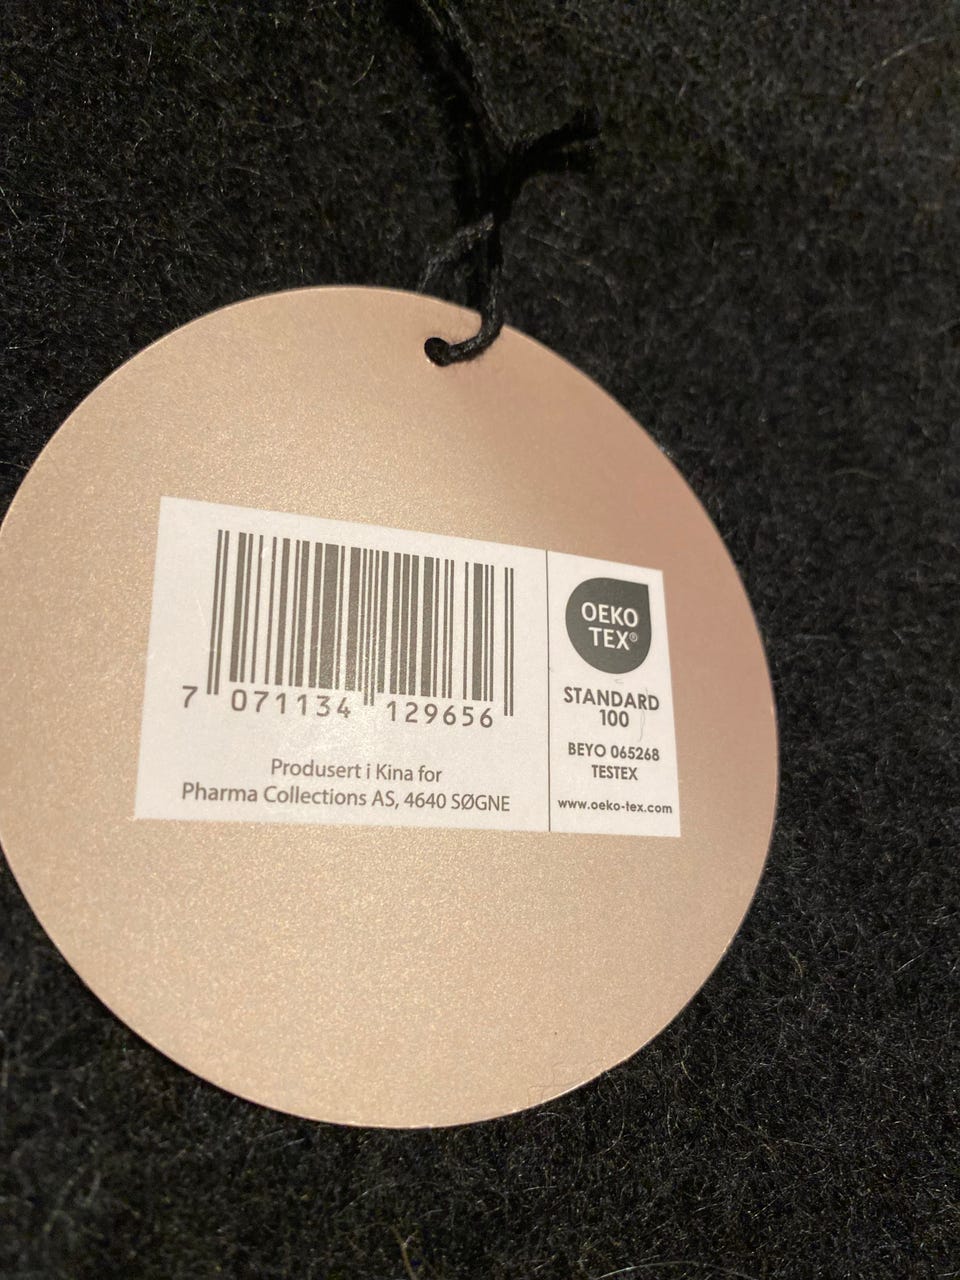 7 071134 129656
Produsert i Kina for
Pharma Collections AS, 4640 SØGNE
OEKO
TEX®
STANDARD
100
BEYO 065268
TESTEX
www.oeko-tex.com